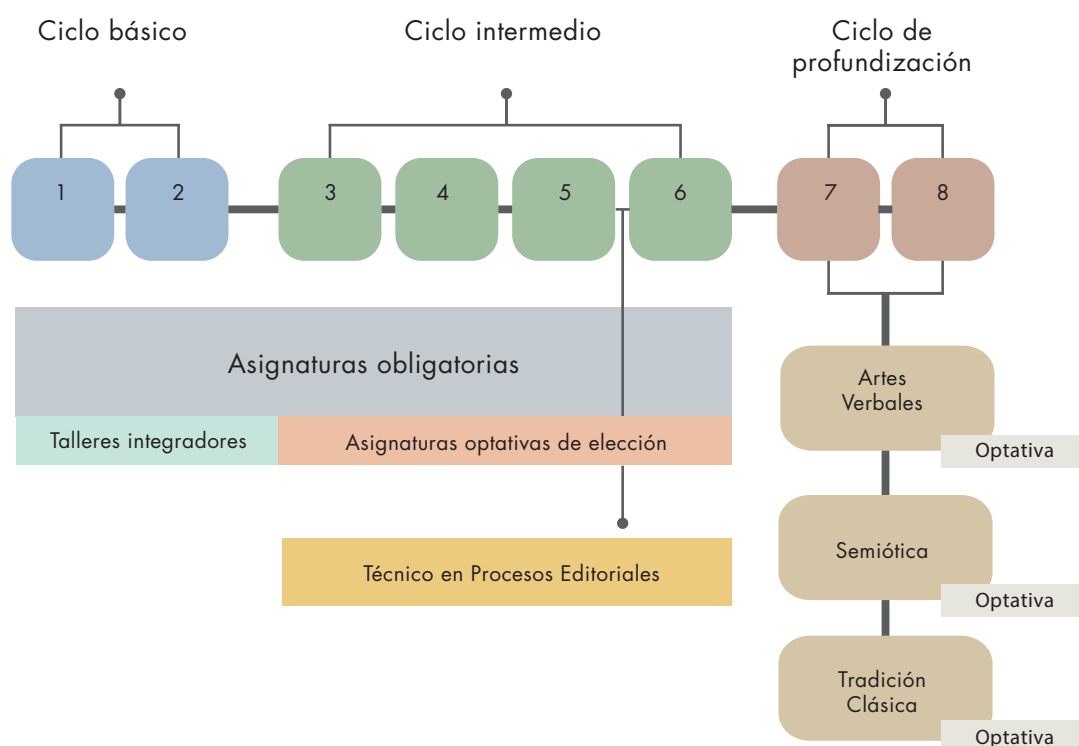 Ciclo básico
Ciclo intermedio
Ciclo de
profundización
1
2
3
4
5
6
7
8
Asignaturas obligatorias
Talleres integradores
Asignaturas optativas de elección
Técnico en Procesos Editoriales
Artes
Verbales
Optativa
Semiótica
Optativa
Tradición
Clásica
Optativa